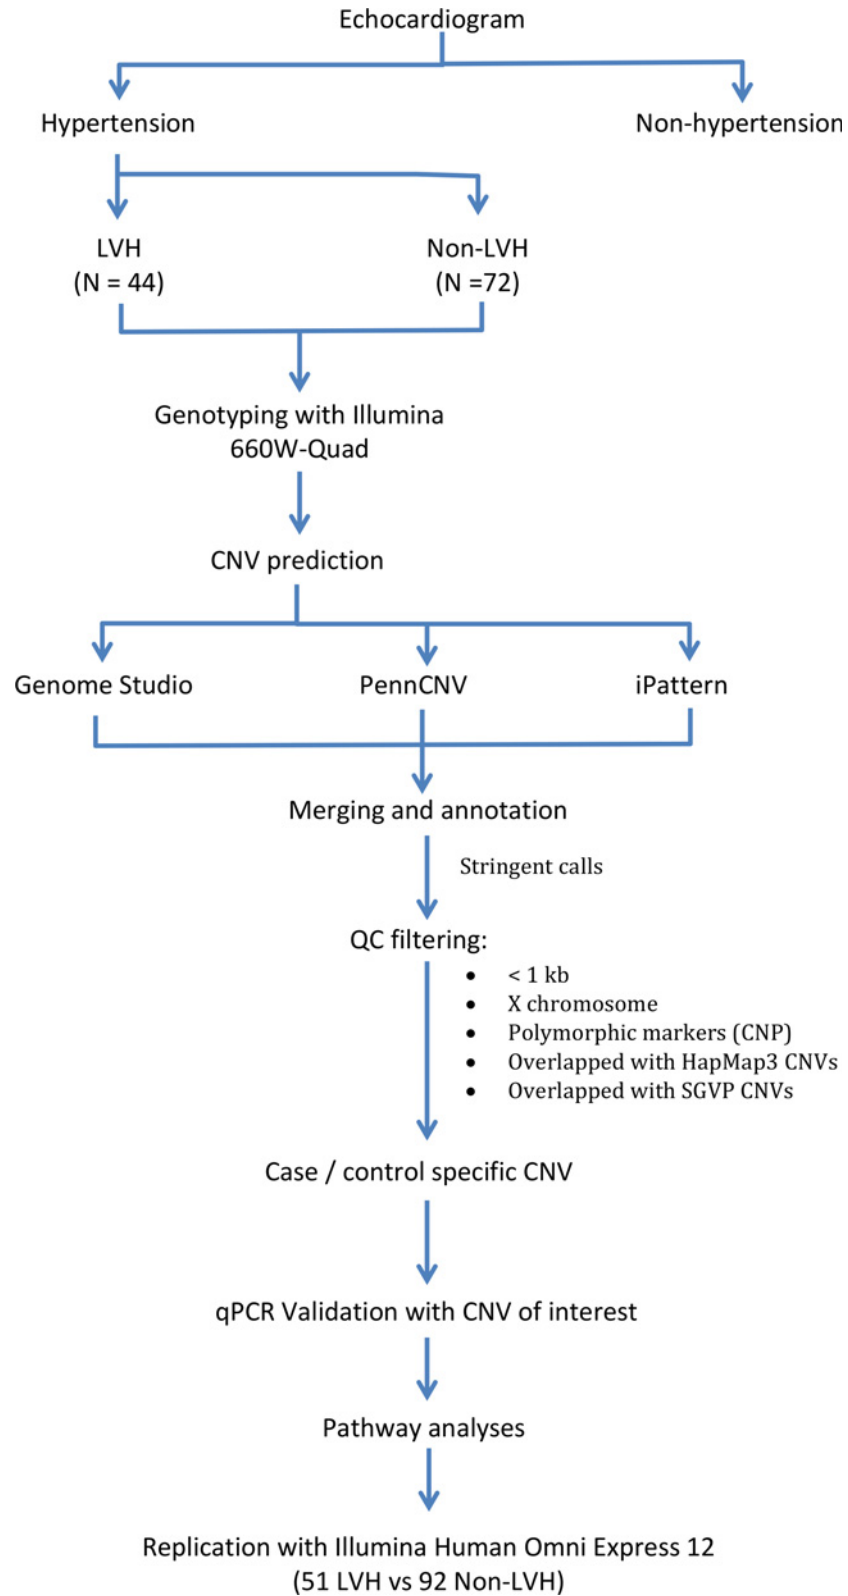 Echocardiogram
Hypertension
Non-hypertension
LVH
(N = 44)
Non-LVH
(N =72)
Genotyping with Illumina
660W-Quad
CNV prediction
Genome Studio
PennCNV
iPattern
Merging and annotation
Stringent calls
QC filtering:
• < 1 kb
• X chromosome
• Polymorphic markers (CNP)
• Overlapped with HapMap3 CNVs
• Overlapped with SGVP CNVs
Case / control specific CNV
qPCR Validation with CNV of interest
Pathway analyses
Replication with Illumina Human Omni Express 12
(51 LVH vs 92 Non-LVH)